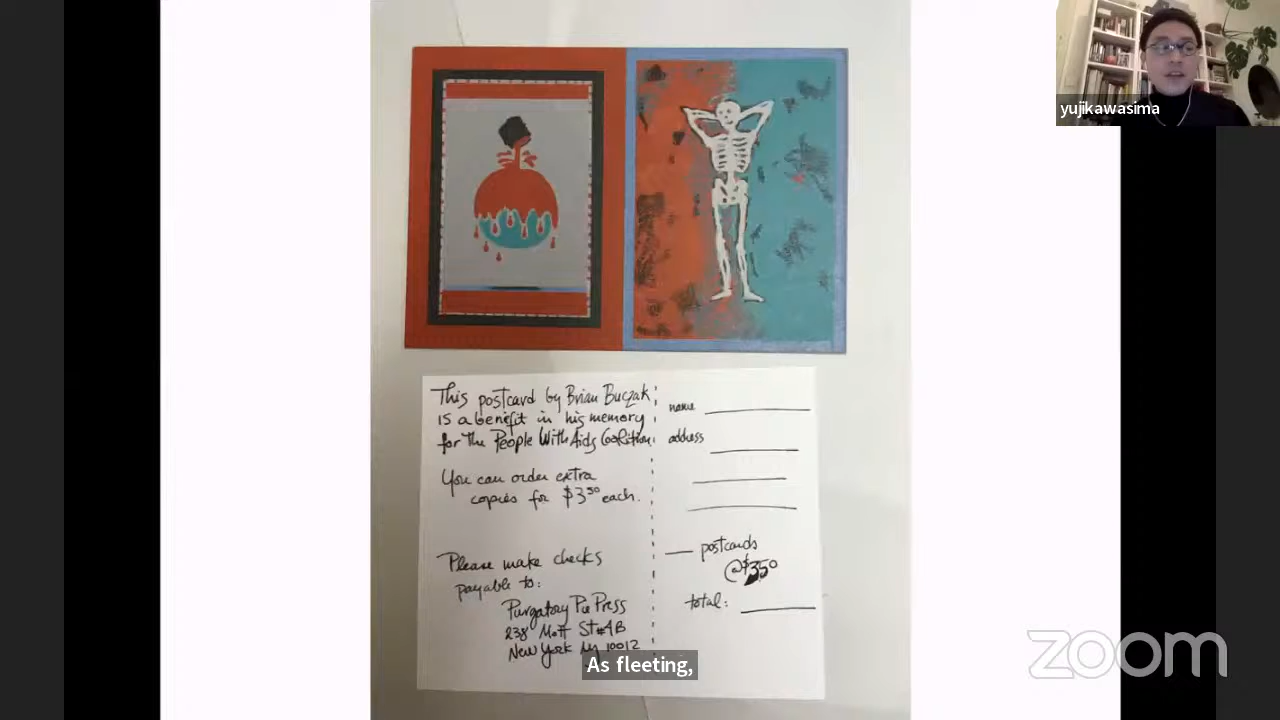 yujikawasima
This postcard by Brian Buczak
is a benefit in his memory
for the People With Aids Coalition.
You can order extra
copies for $3.50 each.
Please make checks
payable to:
Purgatory Pie Press
238 Mott St #4B
New York NY 10012
name
address
postcards
@$3.50
total:
As fleeting,
zoom